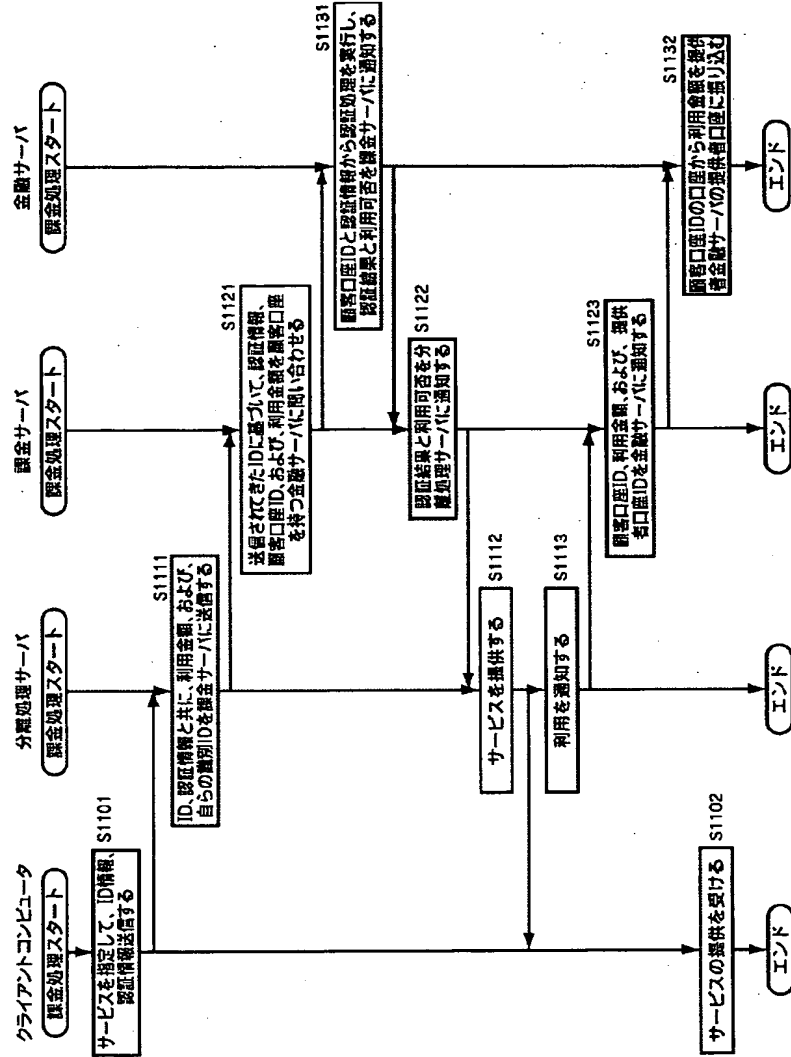 クライアントコンピュータ
課金処理スタート
S1101
サービスを指定して、ID情報、
認証情報送信する
S1102
サービスの提供を受ける
エンド
分離処理サーバ
課金処理スタート
S1111
ID、認証情報と共に、利用金額、および、
自らの識別IDを課金サーバに送信する
S1112
サービスを提供する
S1113
利用を通知する
エンド
課金サーバ
課金処理スタート
S1121
送信されてきたIDに基づいて、認証情報、
顧客口座ID、および、利用金額を顧客口座
を持つ金融サーバに問い合わせる
S1122
認証結果と利用可否を分
離処理サーバに通知する
S1123
顧客口座ID、利用金額、および、提供
者口座IDを金融サーバに通知する
エンド
金融サーバ
課金処理スタート
S1131
顧客口座IDと認証情報から認証処理を実行し、
認証結果と利用可否を課金サーバに通知する
S1132
顧客口座IDの口座から利用金額を提供
者金融サーバの提供者口座に振り込む
エンド